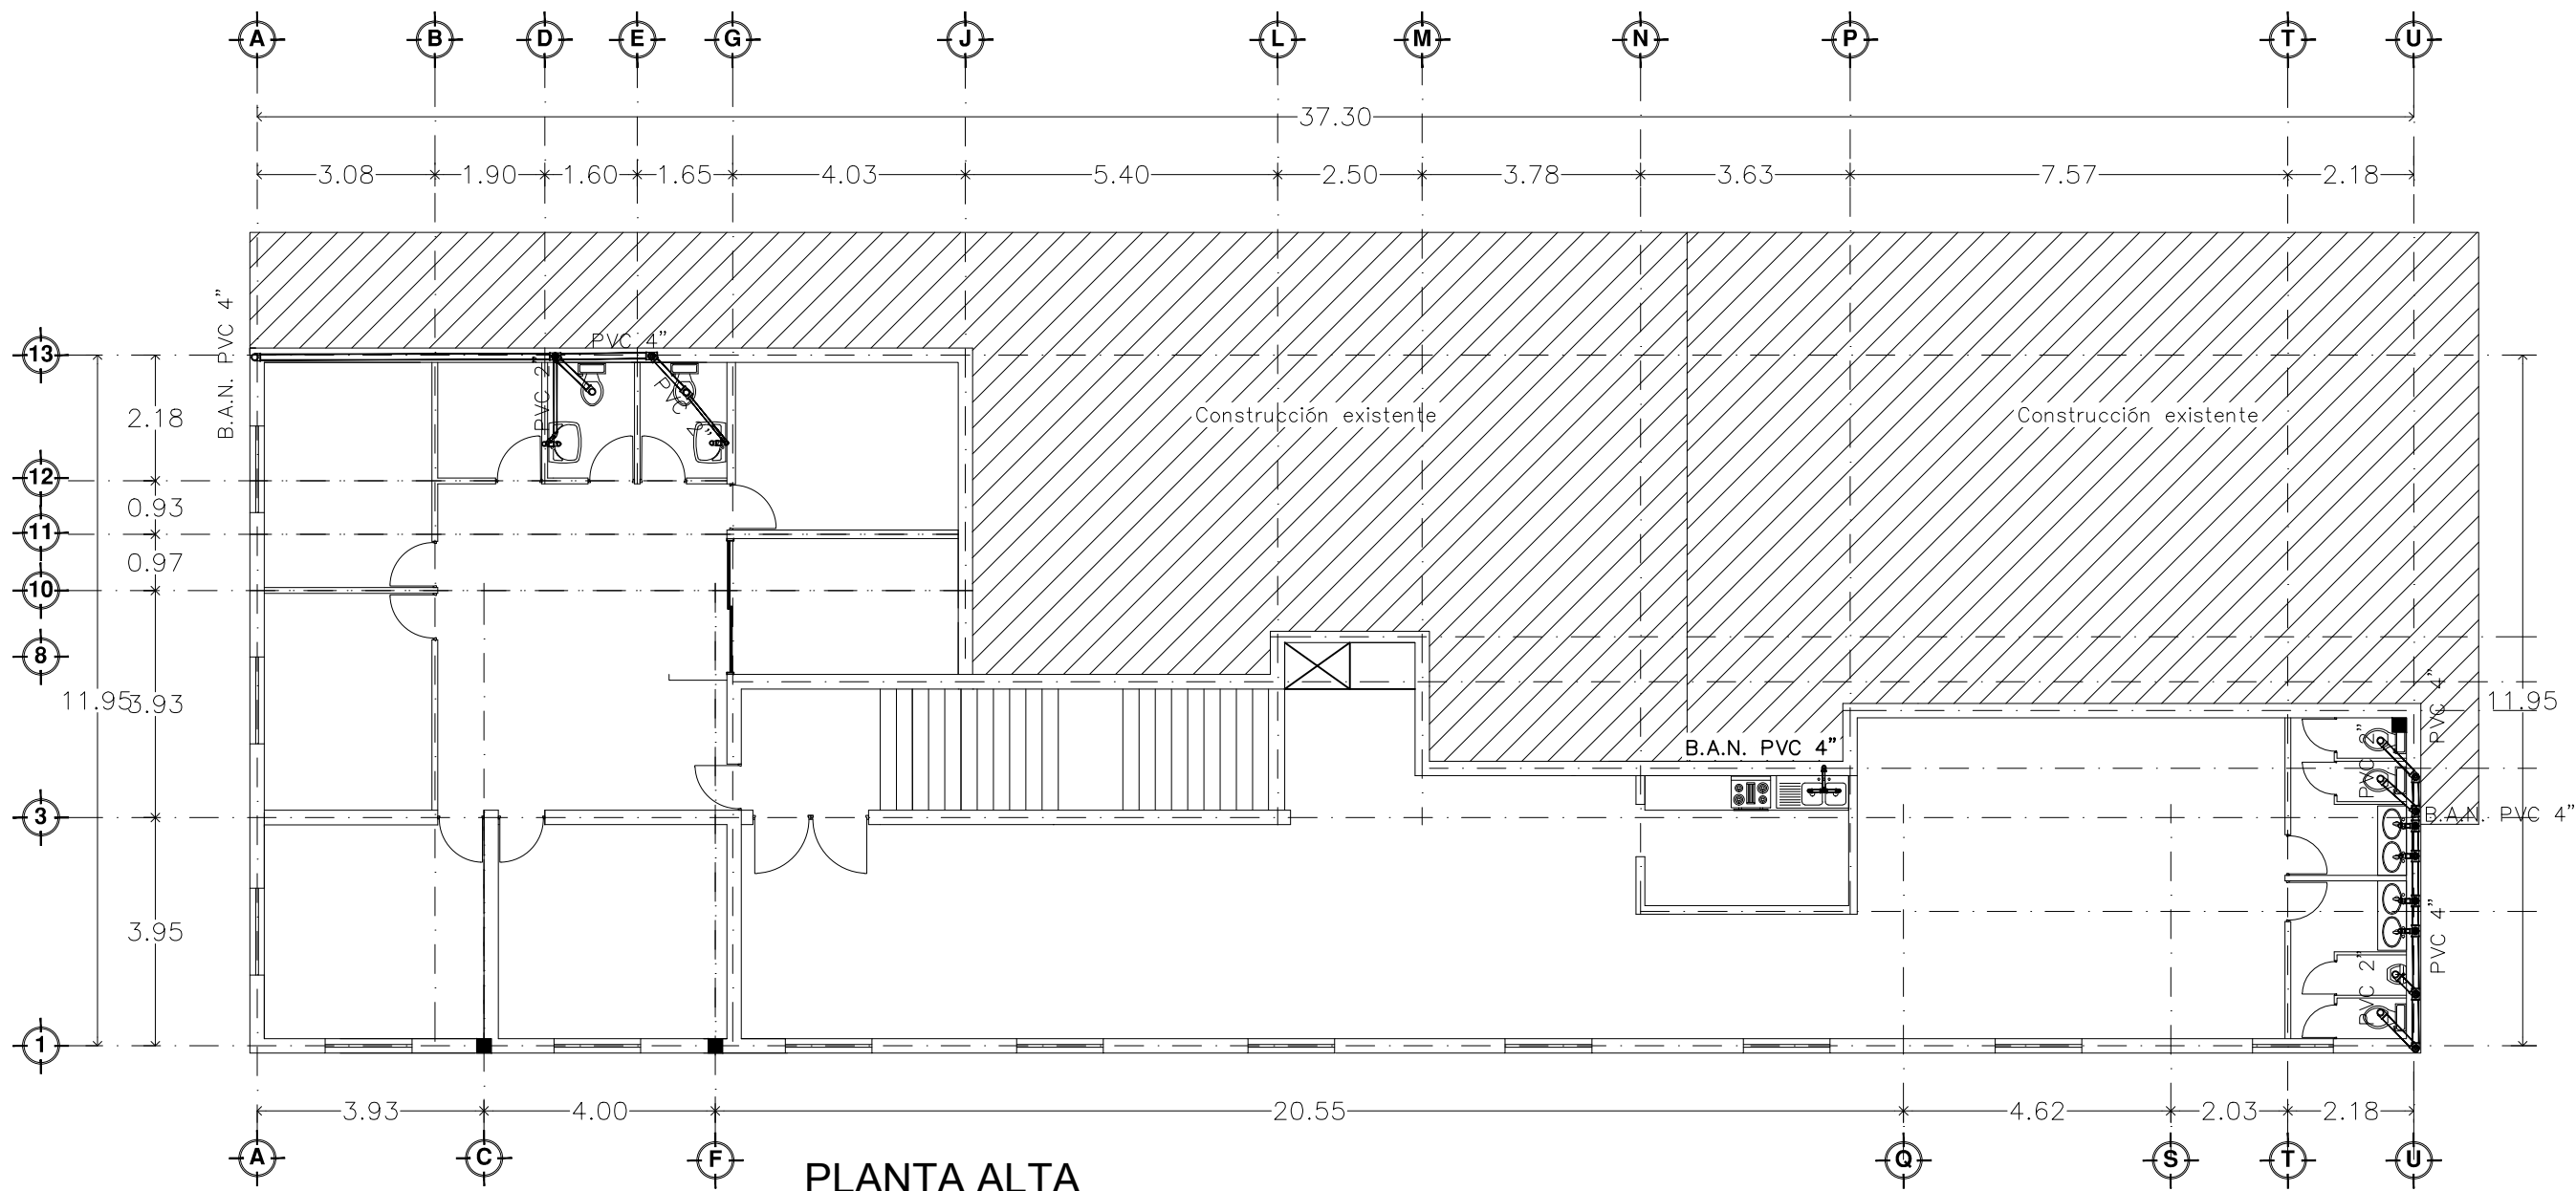 A B D E G J L M N P T U
37.30
3.08 1.90 1.60 1.65 4.03 5.40 2.50 3.78 3.63 7.57 2.18
B.A.N. PVC 4"
PVC 4"
13
PVC 2"
PVC 2"
2.18
Construcción existente
Construcción existente
12
0.93
11
0.97
10
8
11.95
3.93
11.95
PVC 4"
B.A.N. PVC 4"
PVC 2"
3
B.A.N. PVC 4"
3.95
PVC 4"
PVC 2"
1
3.93 4.00 20.55 4.62 2.03 2.18
A C F Q S T U
PLANTA ALTA